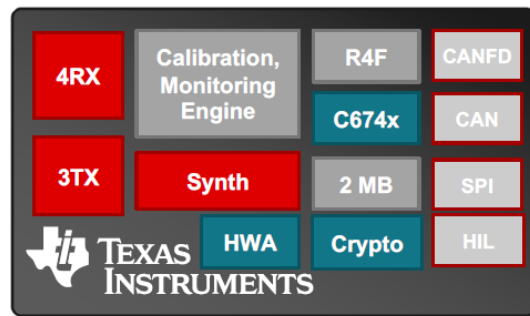 4RX
Calibration,
Monitoring
Engine
R4F
CANFD
C674x
CAN
3TX
Synth
2 MB
SPI
HWA
Crypto
HIL
TEXAS
INSTRUMENTS